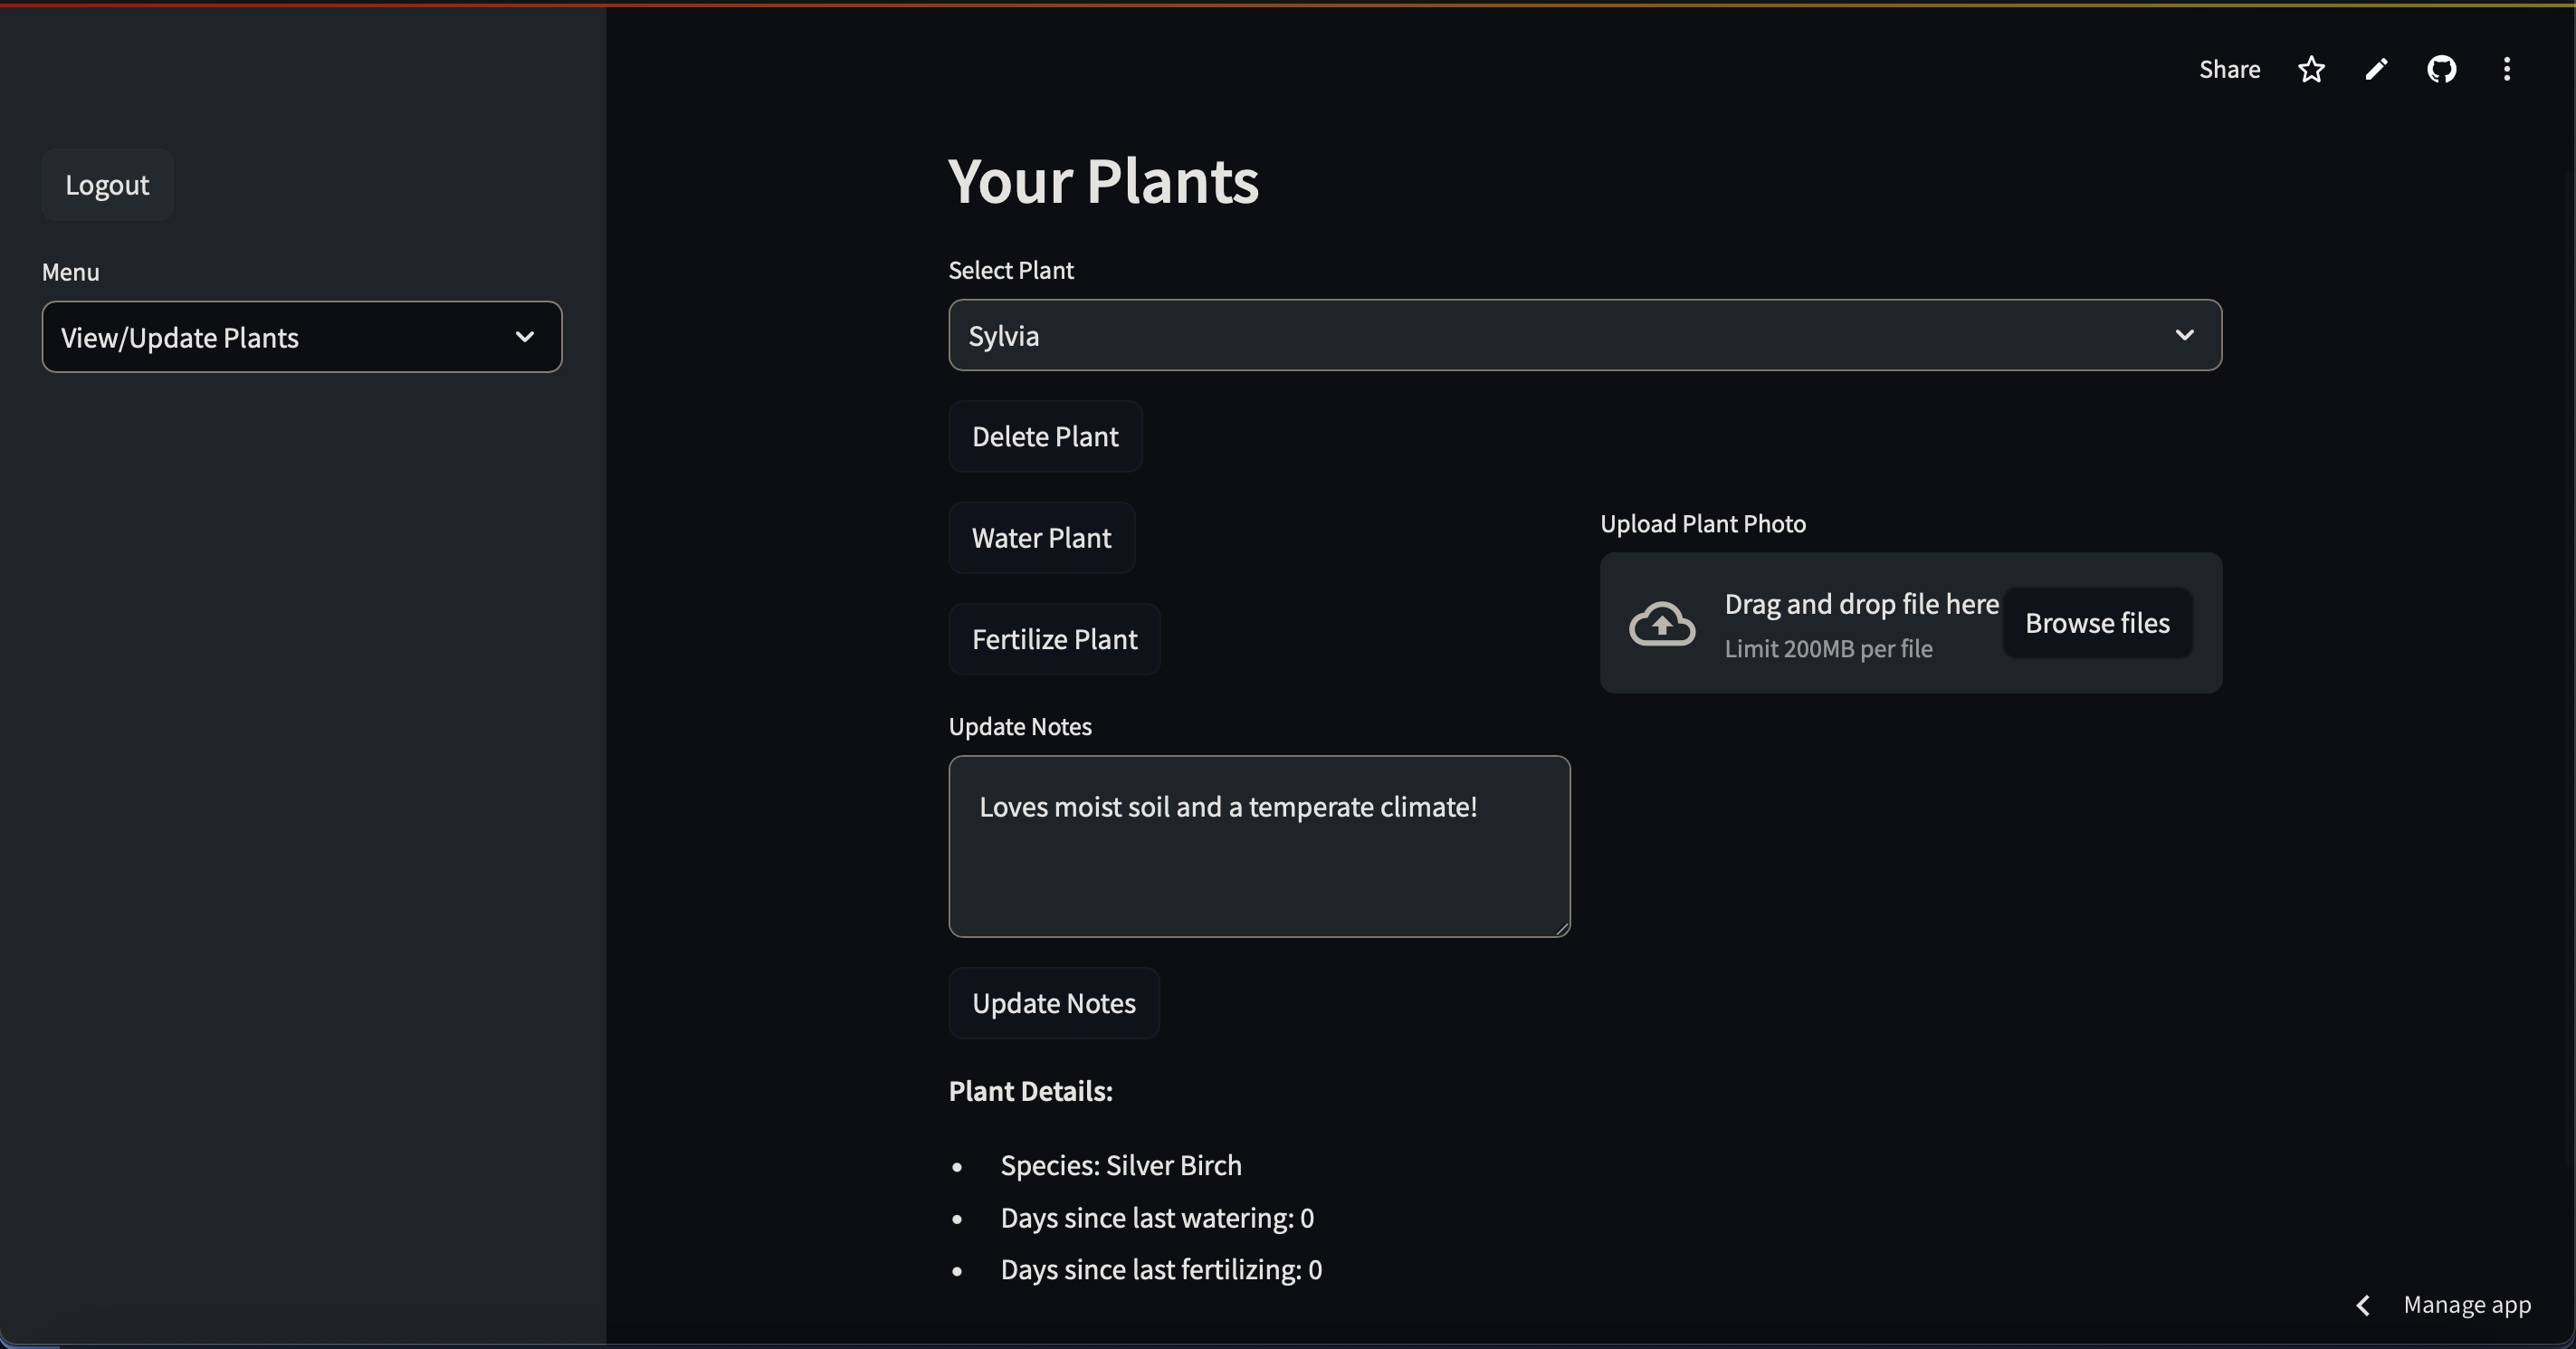 Share
Logout
Menu
View/Update Plants
Your Plants
Select Plant
Sylvia
Delete Plant
Water Plant
Fertilize Plant
Upload Plant Photo
Drag and drop file here
Limit 200MB per file
Browse files
Update Notes
Loves moist soil and a temperate climate!
Update Notes
Plant Details:
• Species: Silver Birch
• Days since last watering: 0
• Days since last fertilizing: 0
Manage app